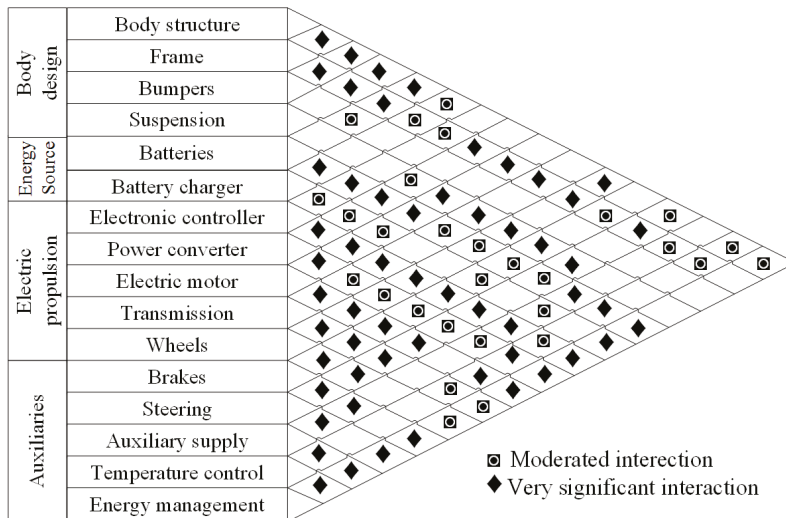 Body design
Body structure
Frame
Bumpers
Suspension
Energy Source
Batteries
Battery charger
Electric propulsion
Electronic controller
Power converter
Electric motor
Transmission
Wheels
Auxiliaries
Brakes
Steering
Auxiliary supply
Temperature control
Energy management
Moderated interection
Very significant interaction